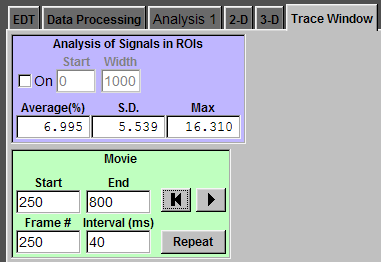 EDT Data Processing Analysis 1 2-D 3-D Trace Window
Analysis of Signals in ROIs
Start Width
On 0 1000
Average(%) S.D. Max
6.995 5.539 16.310
Movie
Start End
250 800
Frame # Interval (ms)
250 40 Repeat